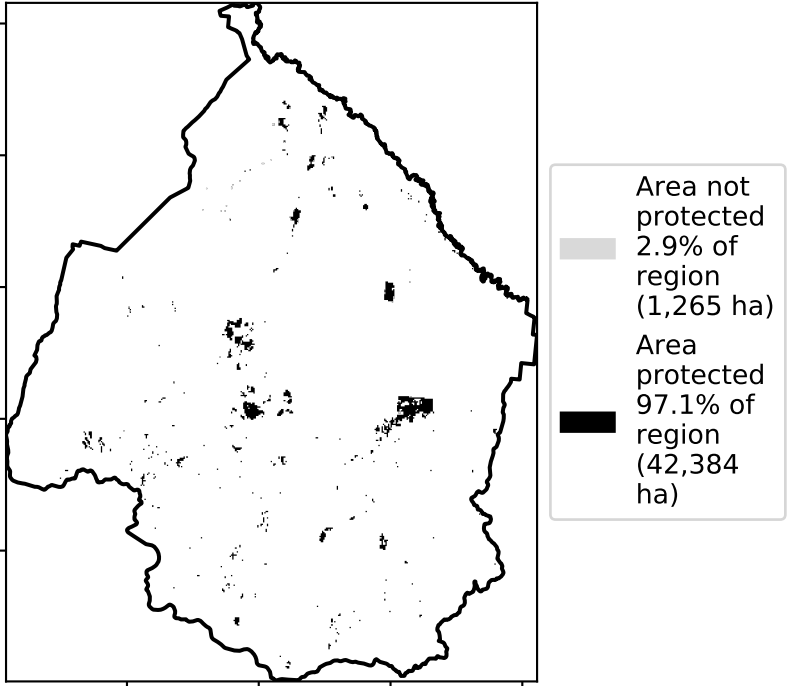 Area not
protected
2.9% of
region
(1,265 ha)
Area
protected
97.1% of
region
(42,384
ha)